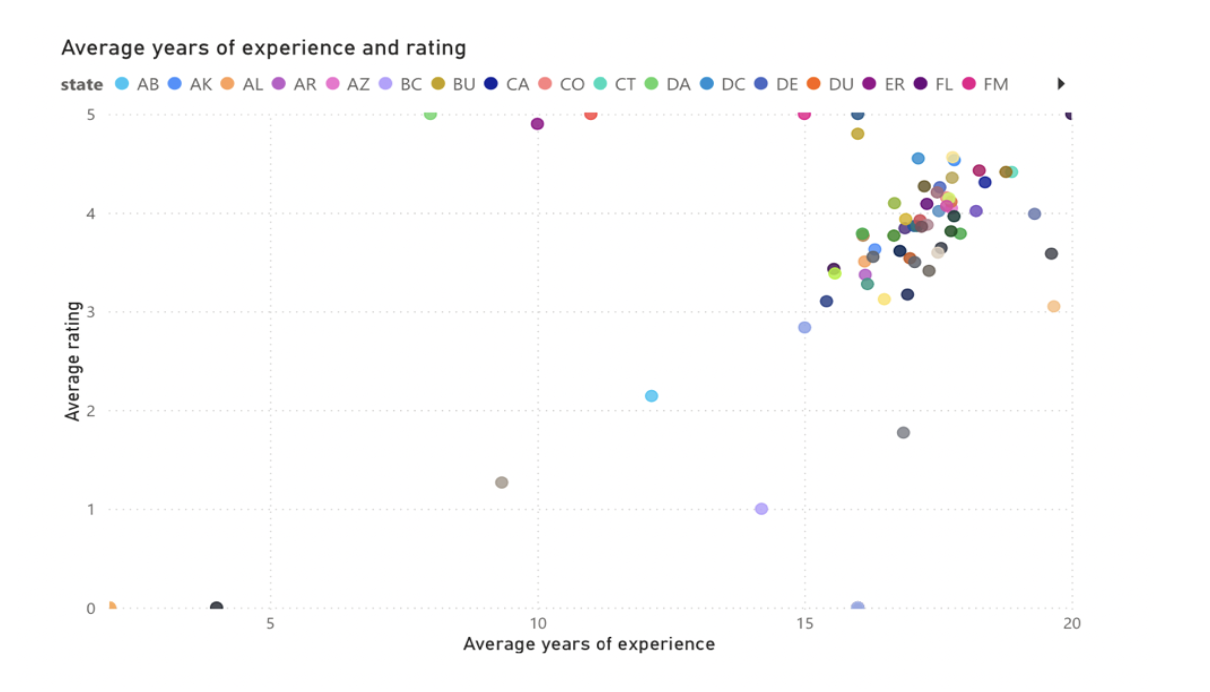 Average years of experience and rating
state AB AK AL AR AZ BC BU CA CO CT DA DC DE DU ER FL FM
5
4
3
2
1
0
Average rating
5 10 15 20
Average years of experience